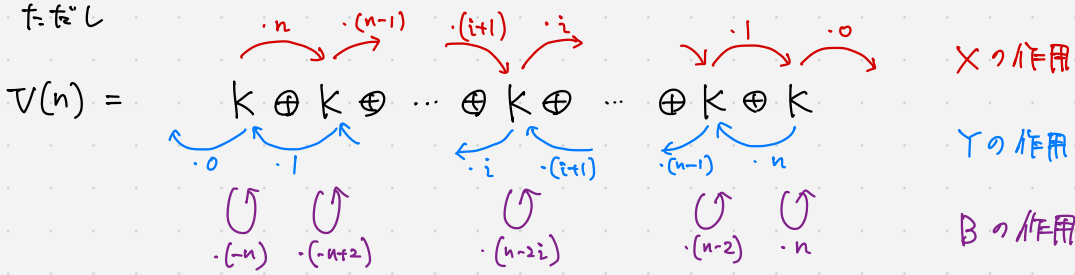 ただし
·n ·(n-1) ·(i+1) ·i ·1 ·0 Xの作用
V(n) = K ⊕ K ⊕ ··· ⊕ K ⊕ ··· ⊕ K ⊕ K
·0 ·1 ·i ·(i+1) ·(n-1) ·n Yの作用
·(-n) ·(-n+2) ·(n-2i) ·(n-2) ·n Bの作用